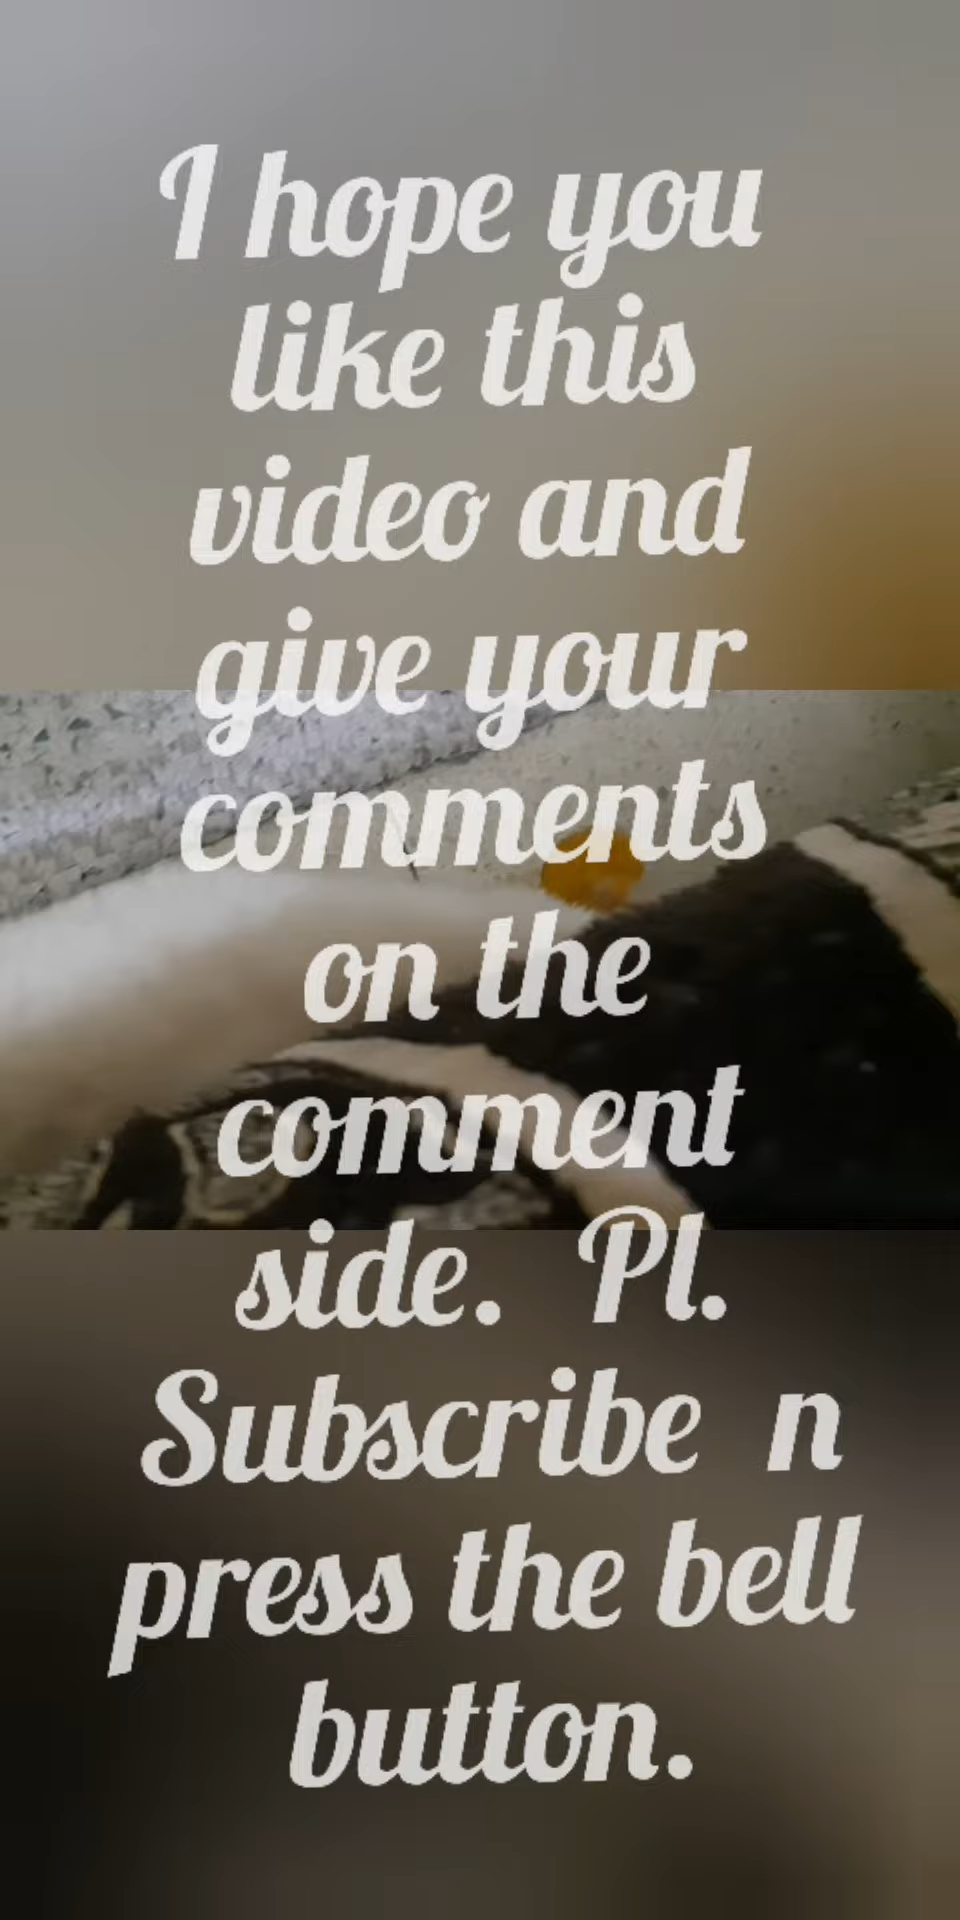 I hope you
like this
video and
give your
comments
on the
comment
side. Pl.
Subscribe n
press the bell
button.